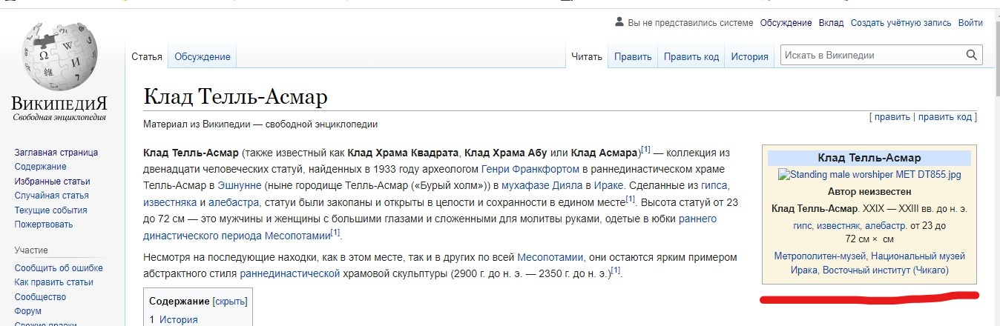 Вы не представились системе Обсуждение Вклад Создать учётную запись Войти
Статья Обсуждение Читать Править Править код История Искать в Википедии
ВИКИПЕДИЯ
Свободная энциклопедия
Клад Телль-Асмар
Материал из Википедии — свободной энциклопедии
[ править | править код ]
Заглавная страница
Содержание
Избранные статьи
Случайная статья
Текущие события
Пожертвовать
Участие
Сообщить об ошибке
Как править статьи
Сообщество
Форум
Свежие правки
Клад Телль-Асмар (также известный как Клад Храма Квадрата, Клад Храма Абу или Клад Асмара)[1] — коллекция из
двенадцати человеческих статуй, найденных в 1933 году археологом Генри Франкфортом в раннединастическом храме
Телль-Асмар в Эшнунне (ныне городище Телль-Асмар («Бурый холм»)) в мухафазе Дияла в Ираке. Сделанные из гипса,
известняка и алебастра, статуи были закопаны и открыты в целости и сохранности в едином месте[1]. Высота статуй от 23
до 72 см — это мужчины и женщины с большими глазами и сложенными для молитвы руками, одетые в юбки раннего
династического периода Месопотамии[1].
Несмотря на последующие находки, как в этом месте, так и в других по всей Месопотамии, они остаются ярким примером
абстрактного стиля раннединастической храмовой скульптуры (2900 г. до н. э. — 2350 г. до н. э.)[1].
Содержание [скрыть]
1 История
Клад Телль-Асмар
Standing male worshiper MET DT855.jpg
Автор неизвестен
Клад Телль-Асмар. XXIX — XXIII вв. до н. э.
гипс, известняк, алебастр. от 23 до
72 см × см
Метрополитен-музей, Национальный музей
Ирака, Восточный институт (Чикаго)